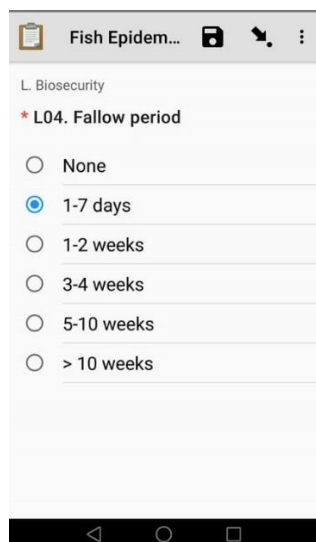 Fish Epidem...
L. Biosecurity
* L04. Fallow period
None
1-7 days
1-2 weeks
3-4 weeks
5-10 weeks
> 10 weeks